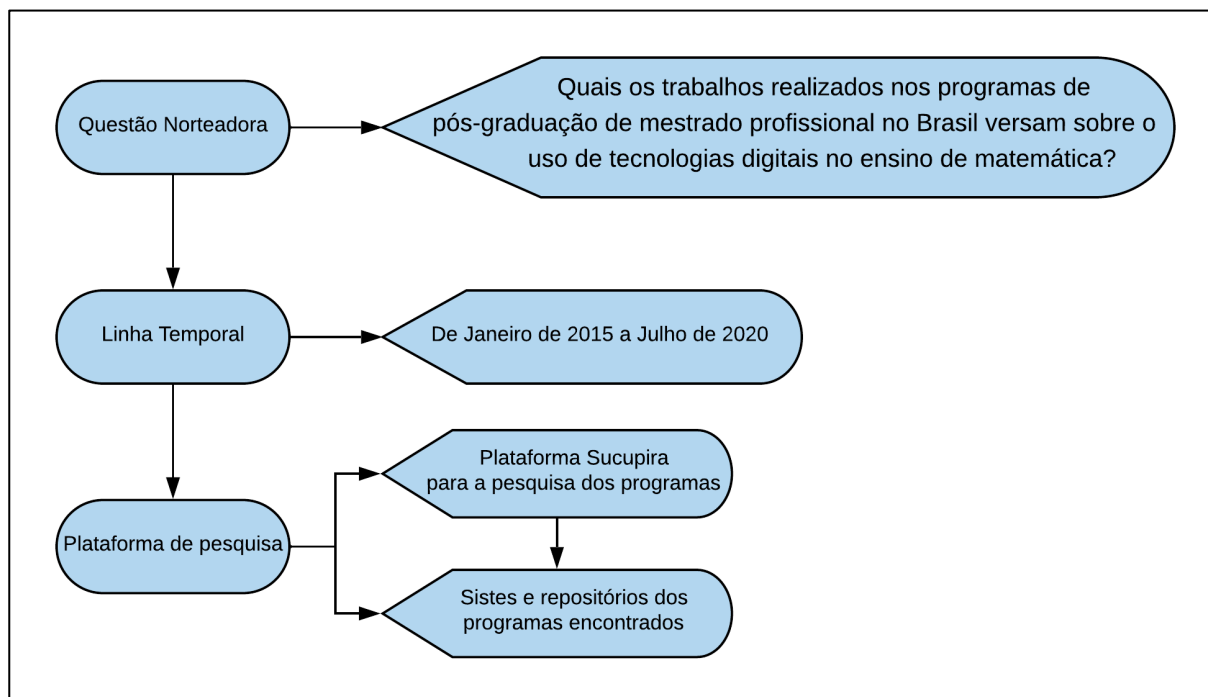 Questão Norteadora
Quais os trabalhos realizados nos programas de
pós-graduação de mestrado profissional no Brasil versam sobre o
uso de tecnologias digitais no ensino de matemática?
Linha Temporal
De Janeiro de 2015 a Julho de 2020
Plataforma de pesquisa
Plataforma Sucupira
para a pesquisa dos programas
Sistes e repositórios dos
programas encontrados